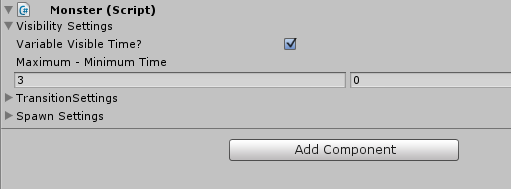 Monster (Script)
Visibility Settings
Variable Visible Time?
Maximum - Minimum Time
3 0
TransitionSettings
Spawn Settings
Add Component